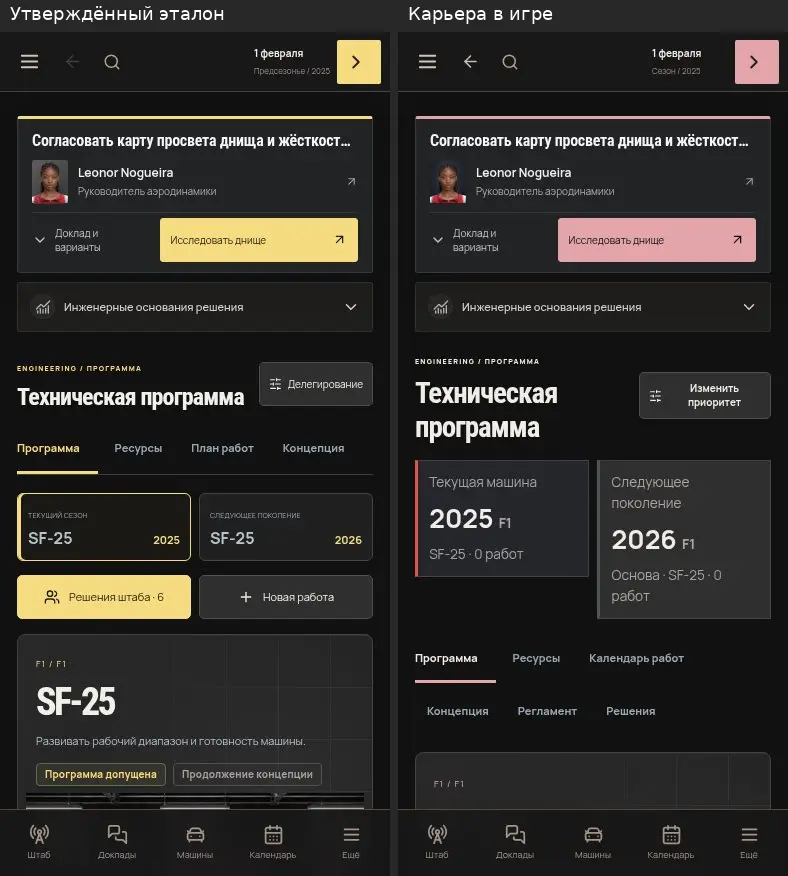 Утверждённый эталон
1 февраля
Предсезонье / 2025
Согласовать карту просвета днища и жёсткост...
Leonor Nogueira
Руководитель аэродинамики
Доклад и
варианты
Исследовать днище
Инженерные основания решения
ENGINEERING / ПРОГРАММА
Техническая программа
Делегирование
Программа
Ресурсы
План работ
Концепция
ТЕКУЩИЙ СЕЗОН
SF-25
2025
СЛЕДУЮЩЕЕ ПОКОЛЕНИЕ
SF-25
2026
Решения штаба · 6
Новая работа
F1 / F1
SF-25
Развивать рабочий диапазон и готовность машины.
Программа допущена
Продолжение концепции
Штаб
Доклады
Машины
Календарь
Ещё
Карьера в игре
1 февраля
Сезон / 2025
Согласовать карту просвета днища и жёсткост...
Leonor Nogueira
Руководитель аэродинамики
Доклад и
варианты
Исследовать днище
Инженерные основания решения
ENGINEERING / ПРОГРАММА
Техническая
программа
Изменить
приоритет
Текущая машина
2025 F1
SF-25 · 0 работ
Следующее
поколение
2026 F1
Основа · SF-25 · 0
работ
Программа
Ресурсы
Календарь работ
Концепция
Регламент
Решения
F1 / F1
Штаб
Доклады
Машины
Календарь
Ещё